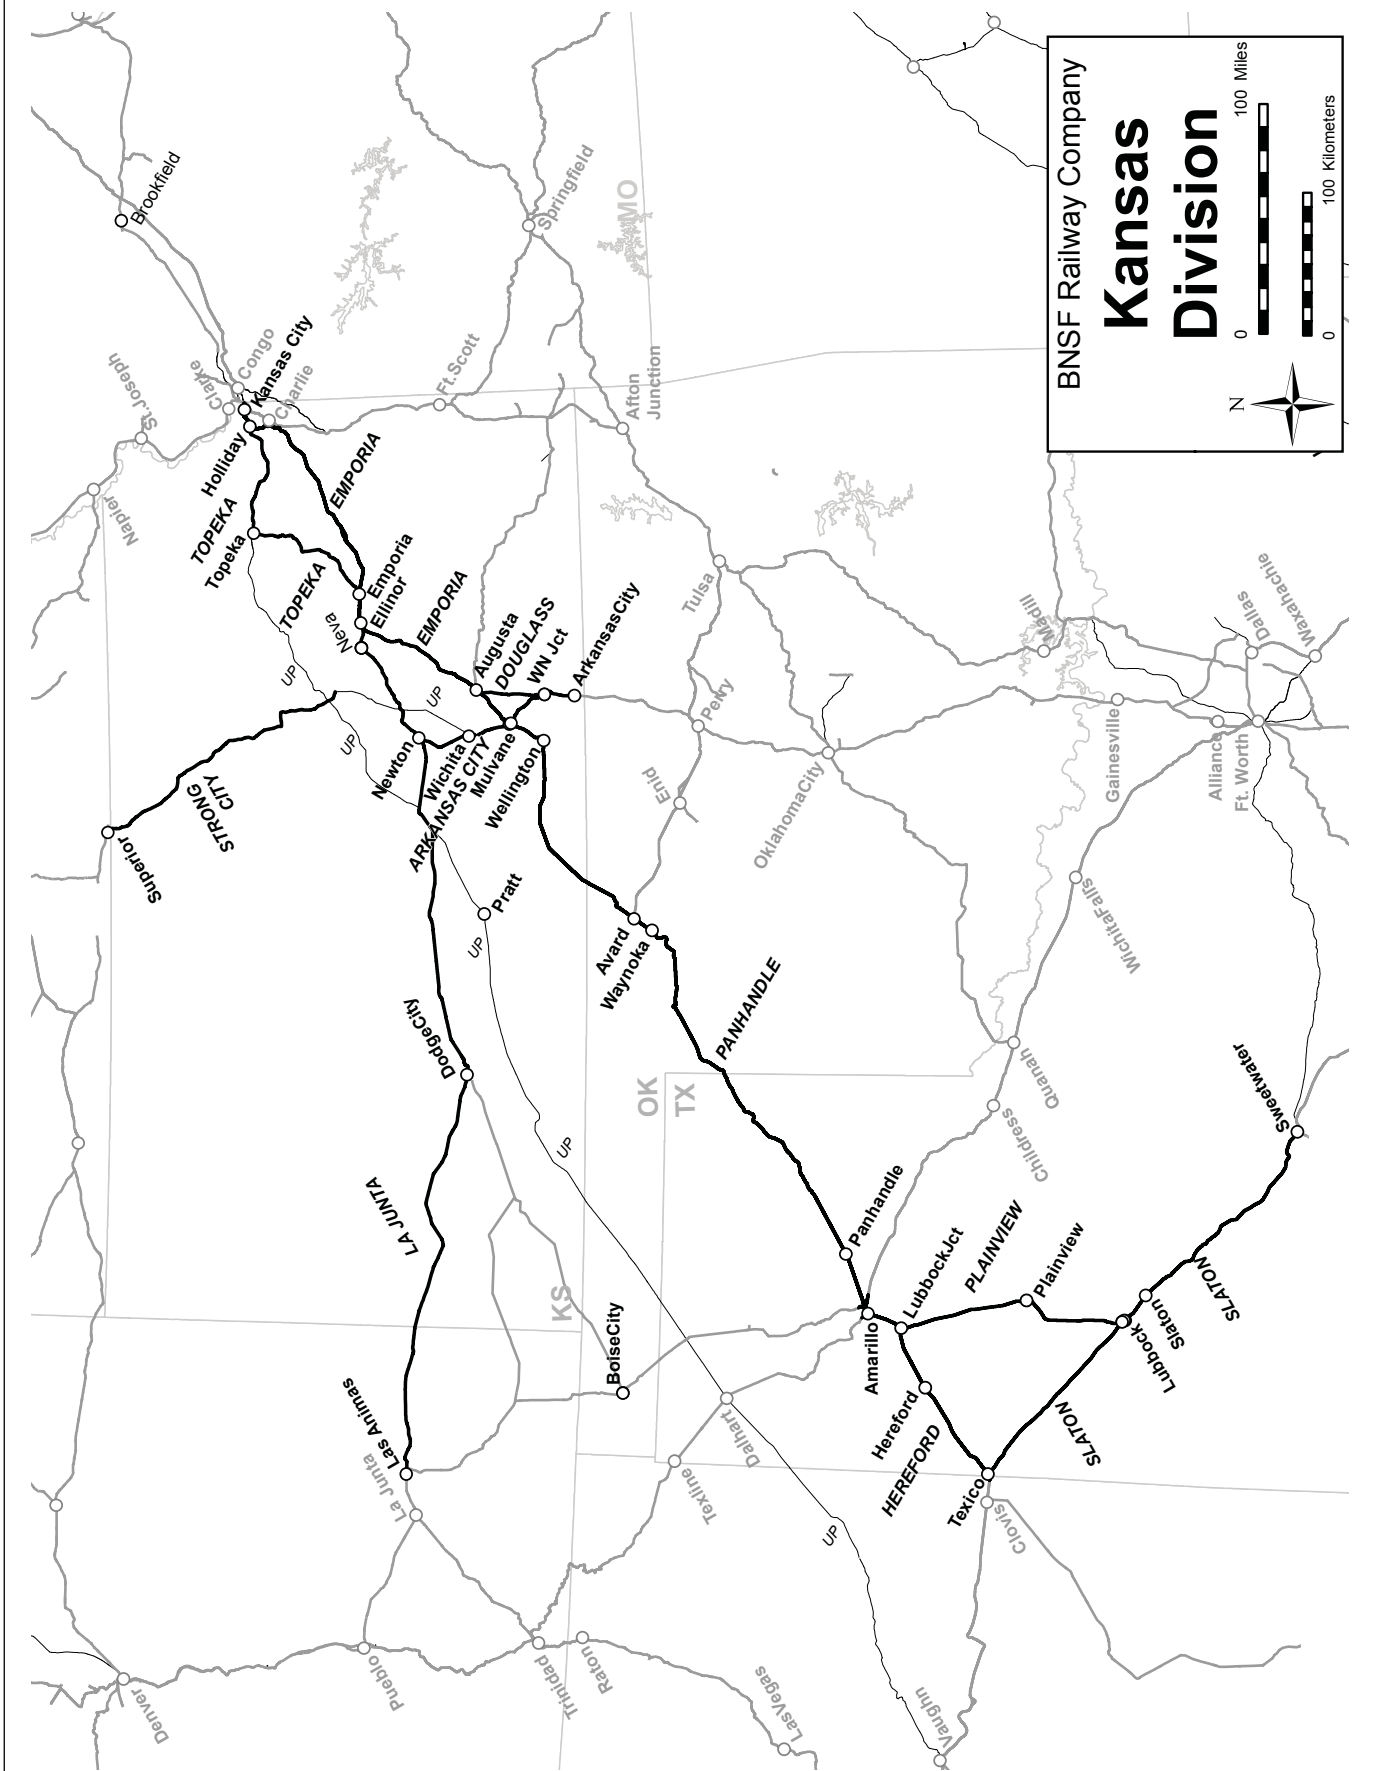 BNSF Railway Company
Kansas
Division
N
0
100 Miles
0
100 Kilometers
Brookfield
Springfield
MO
St.Joseph
Clarke
Congo
Kansas City
Charlie
Ft.Scott
Afton
Junction
Napier
Holliday
EMPORIA
TOPEKA
Topeka
TOPEKA
Emporia
Ellinor
Neva
EMPORIA
Augusta
DOUGLASS
WN Jct
ArkansasCity
Tulsa
Madill
Dallas
Waxahachie
UP
UP
UP
Perry
Newton
Wichita
ARKANSAS CITY
Mulvane
Wellington
Enid
OklahomaCity
Gainesville
Alliance
Ft. Worth
STRONG
CITY
Superior
Pratt
UP
Avard
Waynoka
WichitaFalls
DodgeCity
PANHANDLE
OK
TX
Quanah
Childress
Sweetwater
UP
LA JUNTA
Panhandle
LubbockJct
PLAINVIEW
Plainview
KS
BoiseCity
Amarillo
Slaton
SLATON
Lubbock
Las Animas
La Junta
Hereford
HEREFORD
SLATON
Dalhart
Texline
Texico
Clovis
UP
Denver
Pueblo
Trinidad
Raton
LasVegas
Vaughn